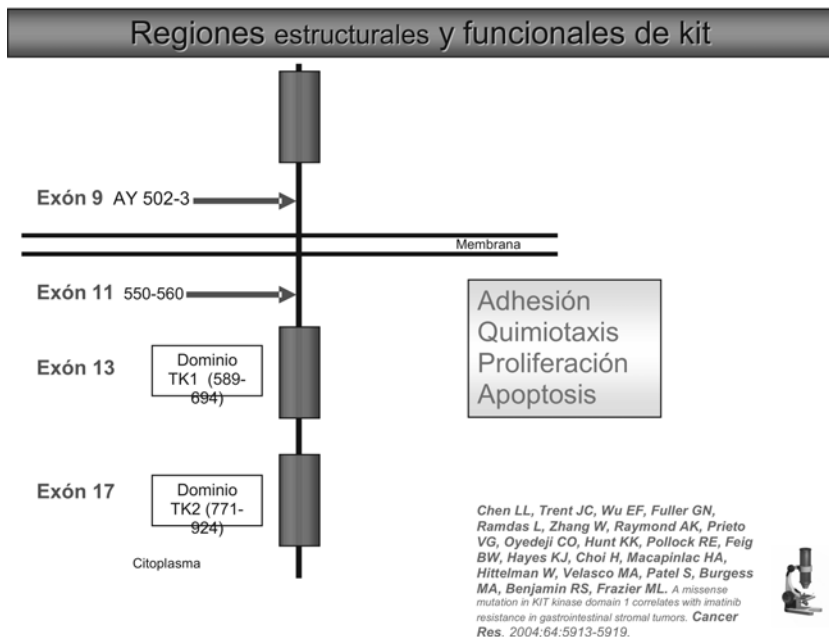 Regiones estructurales y funcionales de kit
Exón 9 AY 502-3
Membrana
Exón 11 550-560
Adhesión
Quimiotaxis
Proliferación
Apoptosis
Exón 13
Dominio
TK1 (589-
694)
Exón 17
Dominio
TK2 (771-
924)
Citoplasma
Chen LL, Trent JC, Wu EF, Fuller GN,
Ramdas L, Zhang W, Raymond AK, Prieto
VG, Oyedeji CO, Hunt KK, Pollock RE, Feig
BW, Hayes KJ, Choi H, Macapinlac HA,
Hittelman W, Velasco MA, Patel S, Burgess
MA, Benjamin RS, Frazier ML. A missense
mutation in KIT kinase domain 1 correlates with imatinib
resistance in gastrointestinal stromal tumors. Cancer
Res. 2004;64:5913-5919.